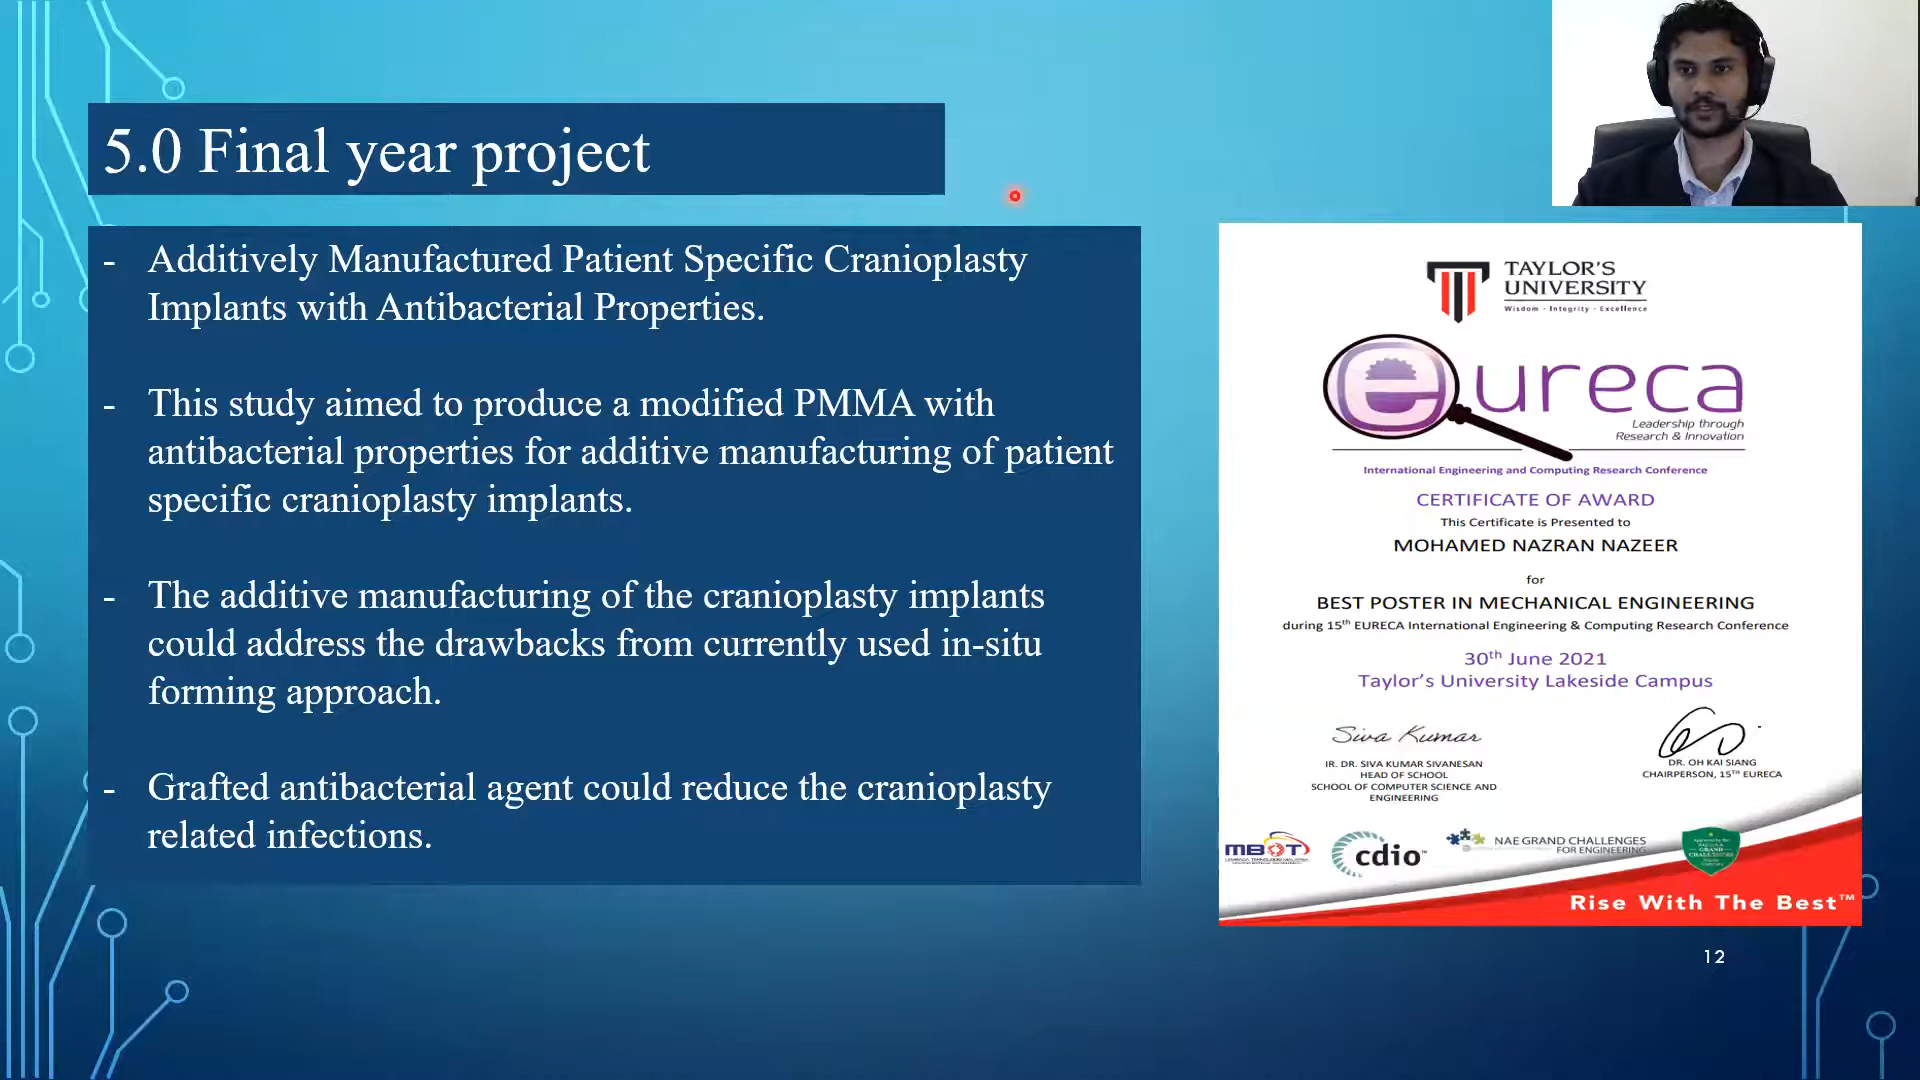 5.0 Final year project
- Additively Manufactured Patient Specific Cranioplasty
Implants with Antibacterial Properties.
- This study aimed to produce a modified PMMA with
antibacterial properties for additive manufacturing of patient
specific cranioplasty implants.
- The additive manufacturing of the cranioplasty implants
could address the drawbacks from currently used in-situ
forming approach.
- Grafted antibacterial agent could reduce the cranioplasty
related infections.
TAYLOR'S
UNIVERSITY
Wisdom · Integrity · Excellence
eureca
Leadership through
Research & Innovation
International Engineering and Computing Research Conference
CERTIFICATE OF AWARD
This Certificate is Presented to
MOHAMED NAZRAN NAZEER
for
BEST POSTER IN MECHANICAL ENGINEERING
during 15th EURECA International Engineering & Computing Research Conference
30th June 2021
Taylor's University Lakeside Campus
Siva Kumar
IR. DR. SIVA KUMAR SIVANESAN
HEAD OF SCHOOL
SCHOOL OF COMPUTER SCIENCE AND
ENGINEERING
DR. OH KAI SIANG
CHAIRPERSON, 15TH EURECA
MBOT
cdio™
NAE GRAND CHALLENGES
FOR ENGINEERING
Rise With The Best™
12